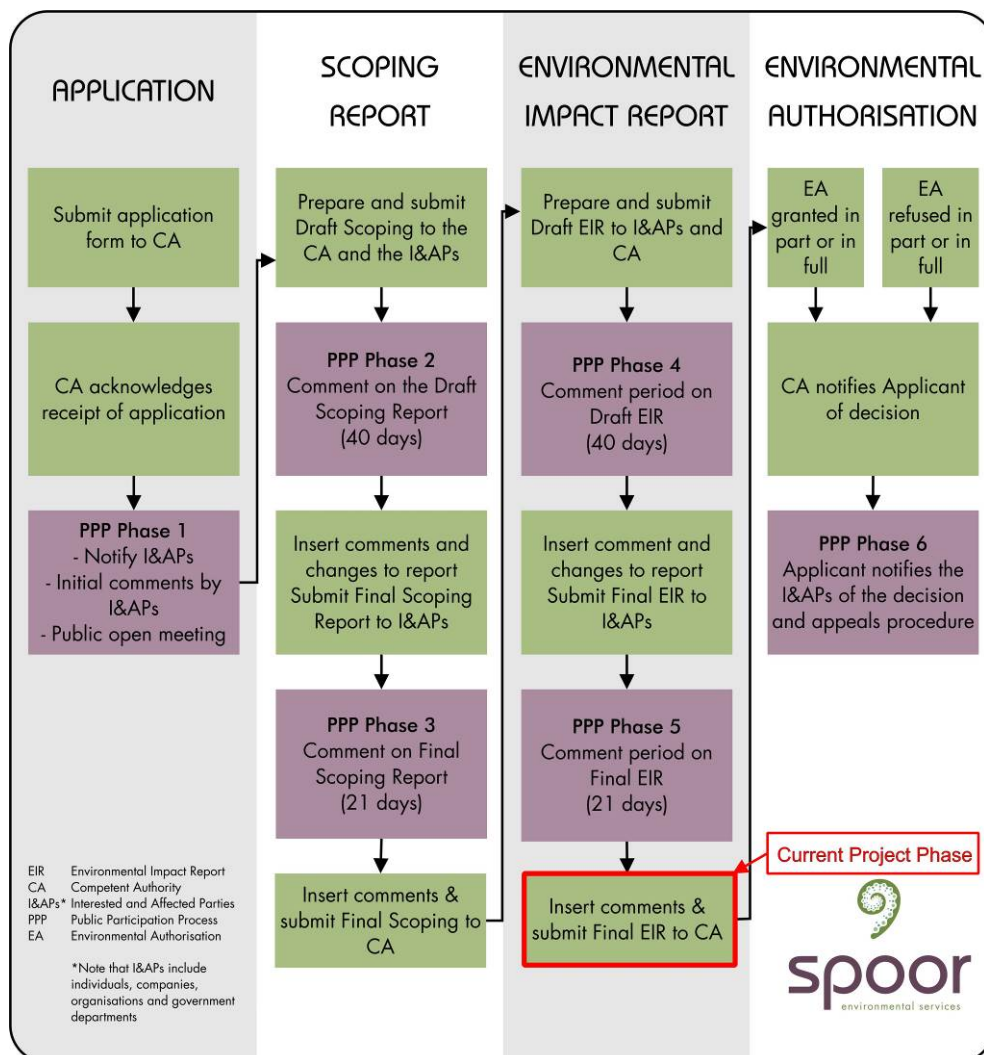 APPLICATION
Submit application
form to CA
CA acknowledges
receipt of application
PPP Phase 1
- Notify I&APs
- Initial comments by
I&APs
- Public open meeting
SCOPING
REPORT
Prepare and submit
Draft Scoping to the
CA and the I&APs
PPP Phase 2
Comment on the Draft
Scoping Report
(40 days)
Insert comments and
changes to report
Submit Final Scoping
Report to I&APs
PPP Phase 3
Comment on Final
Scoping Report
(21 days)
Insert comments &
submit Final Scoping to
CA
ENVIRONMENTAL
IMPACT REPORT
Prepare and submit
Draft EIR to I&APs and
CA
PPP Phase 4
Comment period on
Draft EIR
(40 days)
Insert comment and
changes to report
Submit Final EIR to
I&APs
PPP Phase 5
Comment period on
Final EIR
(21 days)
Insert comments &
submit Final EIR to CA
ENVIRONMENTAL
AUTHORISATION
EA
granted in
part or in
full
EA
refused in
part or in
full
CA notifies Applicant
of decision
PPP Phase 6
Applicant notifies the
I&APs of the decision
and appeals procedure
Current Project Phase
EIR Environmental Impact Report
CA Competent Authority
I&APs* Interested and Affected Parties
PPP Public Participation Process
EA Environmental Authorisation
*Note that I&APs include
individuals, companies,
organisations and government
departments
spoor
environmental services